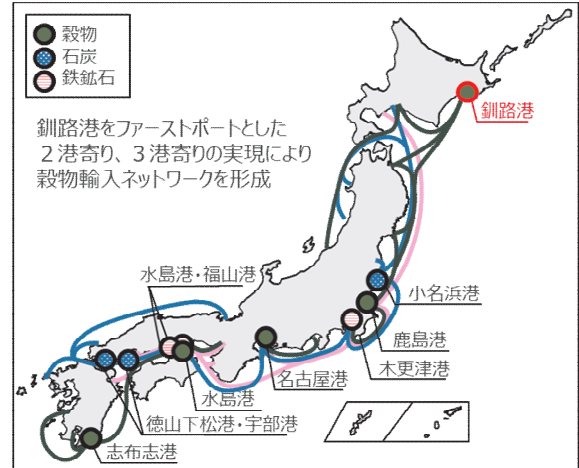 穀物
石炭
鉄鉱石
釧路港をファーストポートとした
２港寄り、３港寄りの実現により
穀物輸入ネットワークを形成
釧路港
水島港・福山港
小名浜港
鹿島港
木更津港
名古屋港
水島港
徳山下松港・宇部港
志布志港